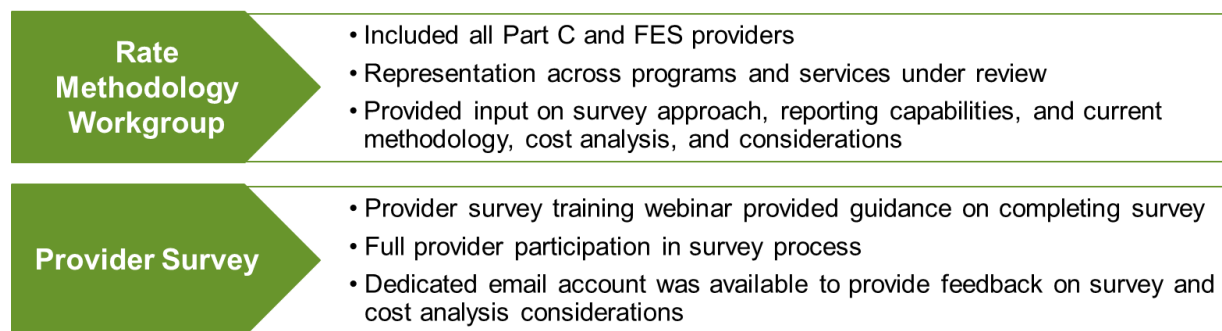 Rate
Methodology
Workgroup
• Included all Part C and FES providers
• Representation across programs and services under review
• Provided input on survey approach, reporting capabilities, and current
methodology, cost analysis, and considerations
Provider Survey
• Provider survey training webinar provided guidance on completing survey
• Full provider participation in survey process
• Dedicated email account was available to provide feedback on survey and
cost analysis considerations